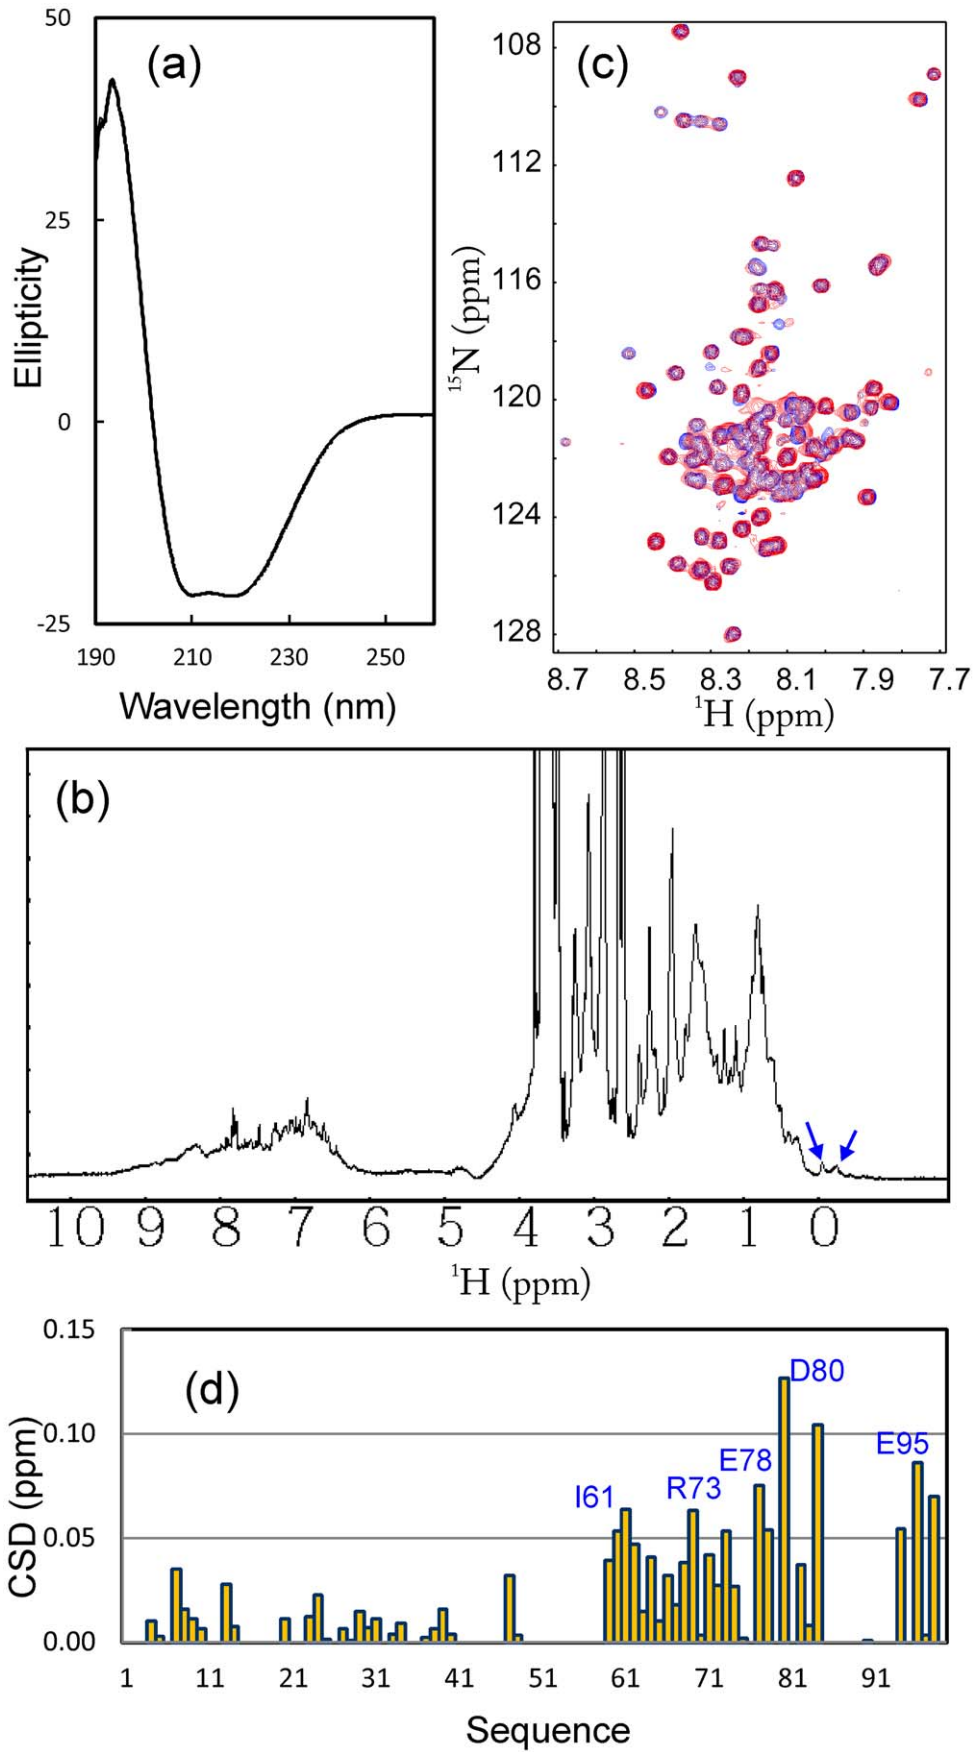 (a)
50
25
0
-25
Ellipticity
190 210 230 250
Wavelength (nm)
(c)
108
112
116
120
124
128
15N (ppm)
8.7 8.5 8.3 8.1 7.9 7.7
1H (ppm)
(b)
10 9 8 7 6 5 4 3 2 1 0
1H (ppm)
(d)
0.15
0.10
0.05
0.00
CSD (ppm)
D80
E95
E78
R73
I61
1 11 21 31 41 51 61 71 81 91
Sequence